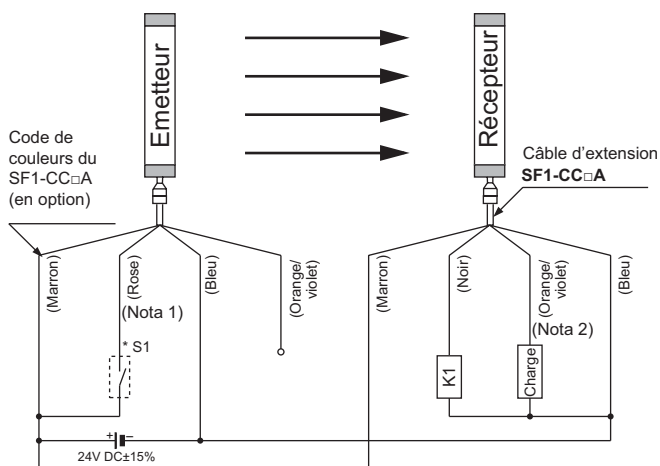 Emetteur
Récepteur
Code de
couleurs du
SF1-CC□A
(en option)
Câble d'extension
SF1-CC□A
(Marron)
(Rose)
(Bleu)
(Orange/
violet)
(Marron)
(Noir)
(Orange/
violet)
(Bleu)
(Nota 1)
(Nota 2)
* S1
K1
Charge
+ –
24V DC±15%